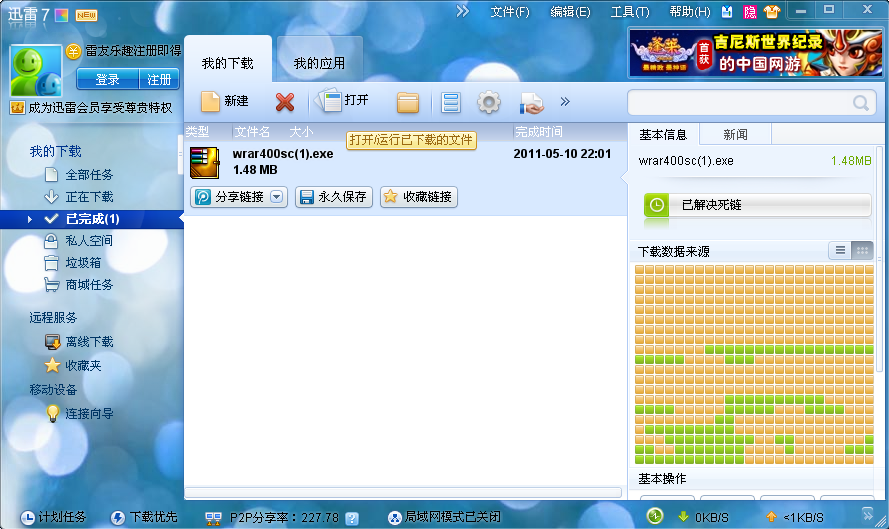 迅雷7 NEW
文件(F) 编辑(E) 工具(T) 帮助(H) 隐
雷友乐趣注册即得
登录 注册
成为迅雷会员享受尊贵特权
我的下载 我的应用
首获
吉尼斯世界纪录
的中国网游
新建 打开
类型 文件名 大小 完成时间
打开/运行已下载的文件
wrar400sc(1).exe 2011-05-10 22:01
1.48 MB
分享链接 永久保存 收藏链接
我的下载
全部任务
正在下载
已完成(1)
私人空间
垃圾箱
商城任务
远程服务
离线下载
收藏夹
移动设备
连接向导
基本信息 新闻
wrar400sc(1).exe 1.48MB
已解决死链
下载数据来源
基本操作
计划任务 下载优先 P2P分享率：227.78 局域网模式已关闭 0KB/S <1KB/S